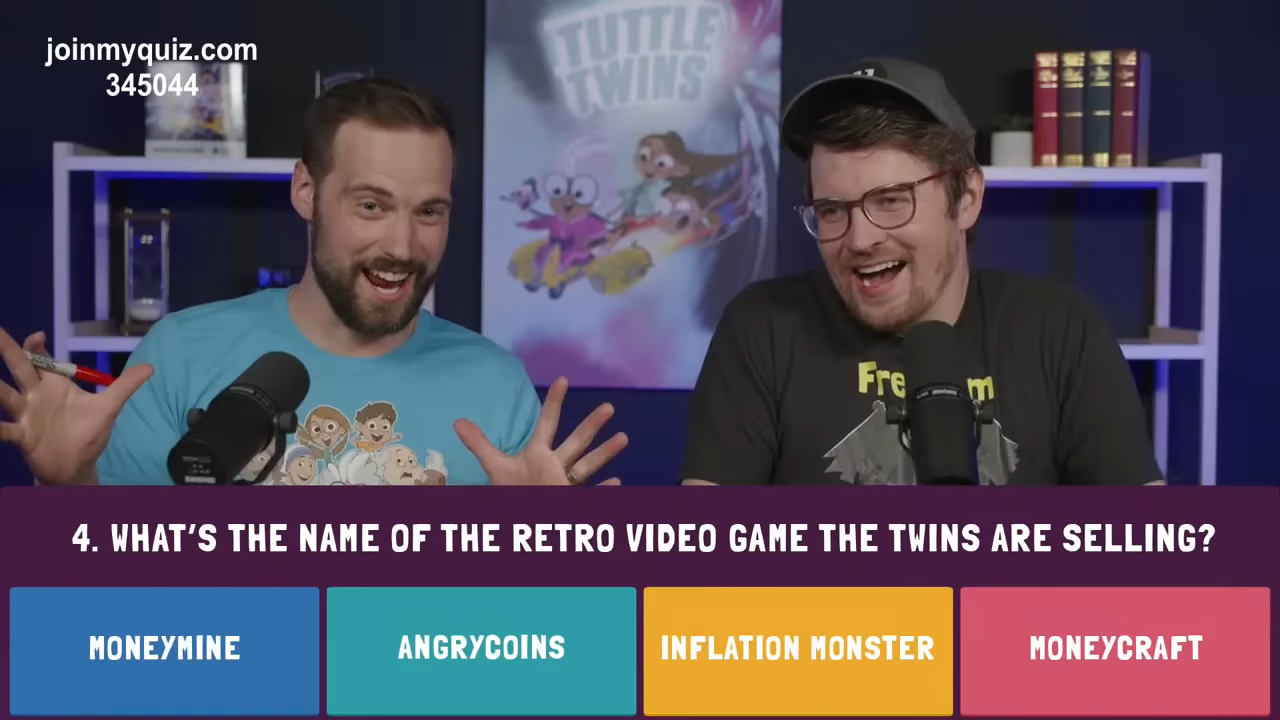 joinmyquiz.com
345044
TUTTLE
TWINS
4. WHAT'S THE NAME OF THE RETRO VIDEO GAME THE TWINS ARE SELLING?
MONEYMINE
ANGRYCOINS
INFLATION MONSTER
MONEYCRAFT